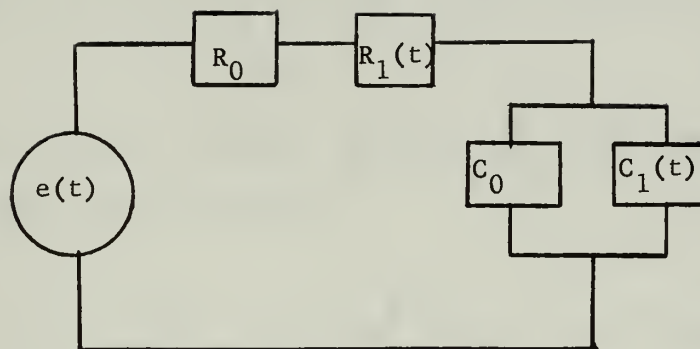 R₀
R₁(t)
e(t)
C₀
C₁(t)